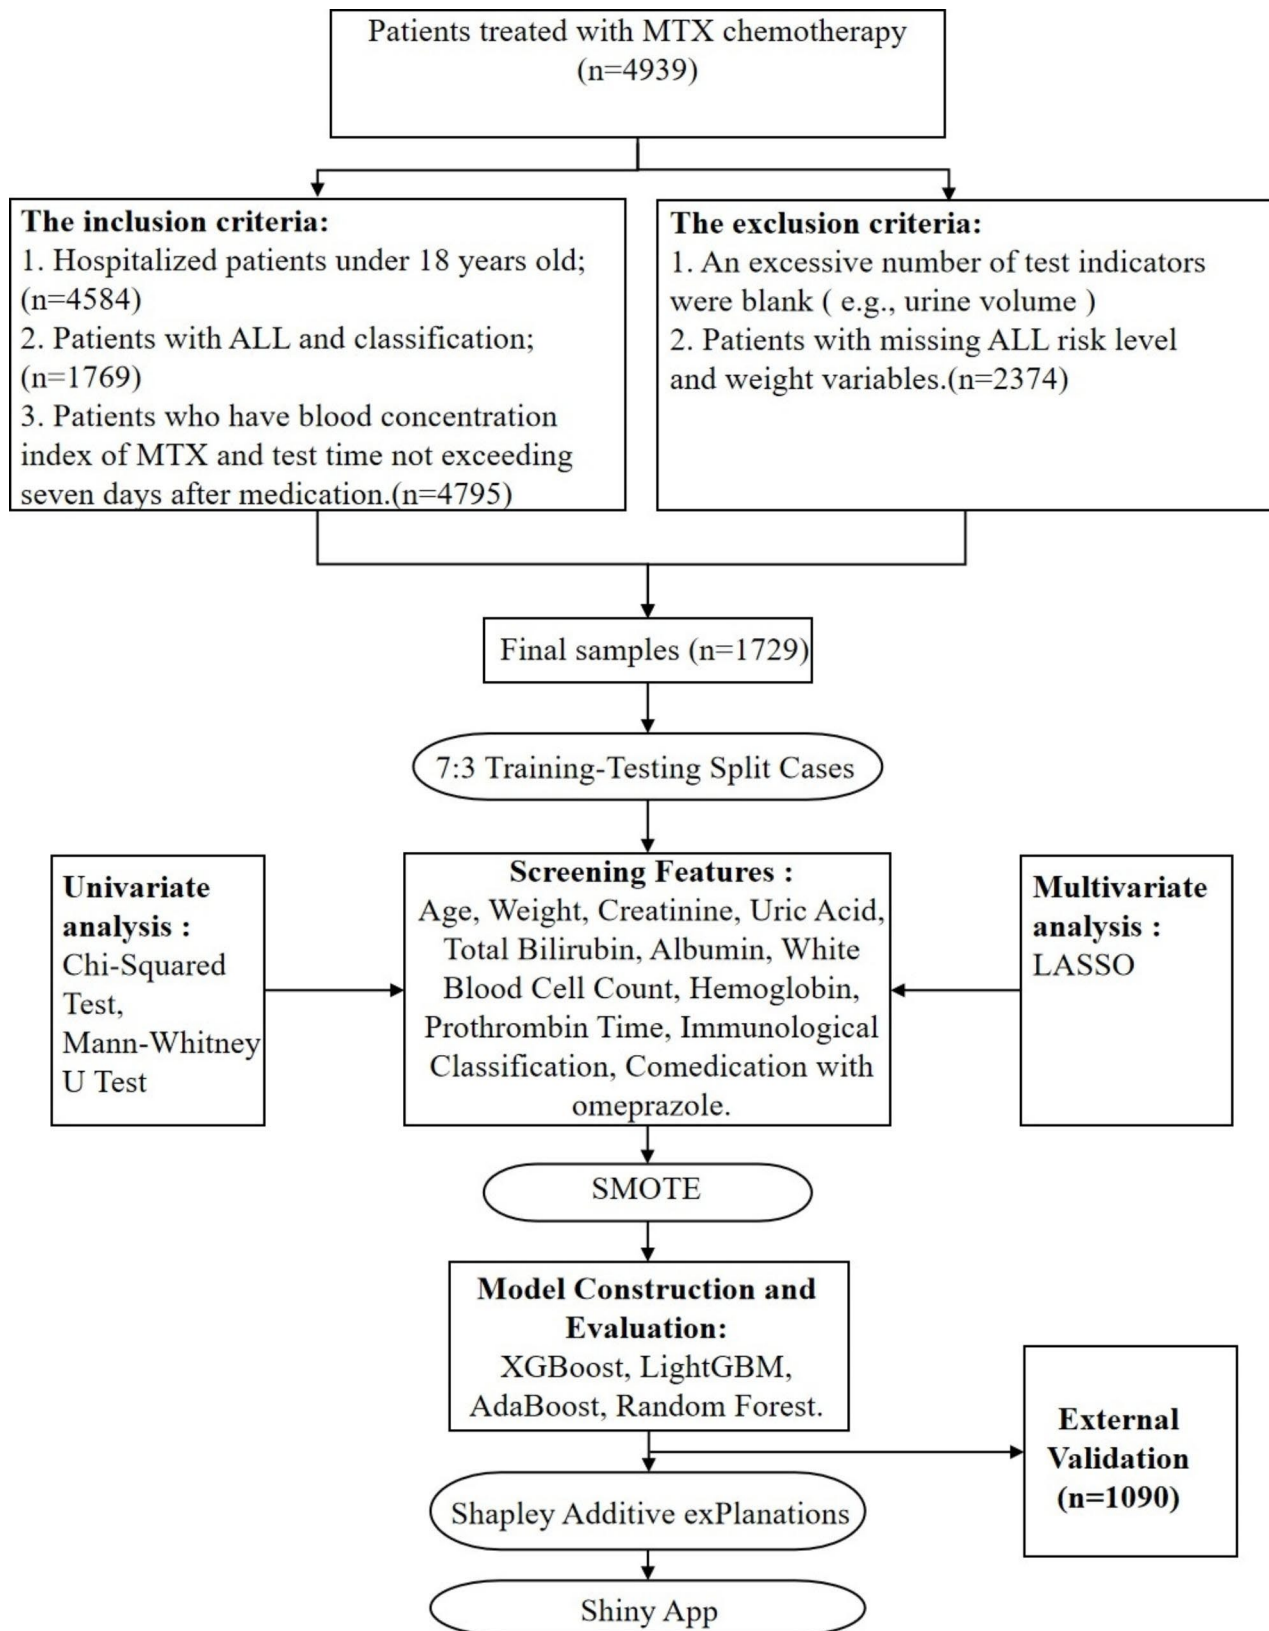 Patients treated with MTX chemotherapy
(n=4939)
The inclusion criteria:
1. Hospitalized patients under 18 years old;
(n=4584)
2. Patients with ALL and classification;
(n=1769)
3. Patients who have blood concentration
index of MTX and test time not exceeding
seven days after medication.(n=4795)
The exclusion criteria:
1. An excessive number of test indicators
were blank ( e.g., urine volume )
2. Patients with missing ALL risk level
and weight variables.(n=2374)
Final samples (n=1729)
7:3 Training-Testing Split Cases
Univariate
analysis :
Chi-Squared
Test,
Mann-Whitney
U Test
Screening Features :
Age, Weight, Creatinine, Uric Acid,
Total Bilirubin, Albumin, White
Blood Cell Count, Hemoglobin,
Prothrombin Time, Immunological
Classification, Comedication with
omeprazole.
Multivariate
analysis :
LASSO
SMOTE
Model Construction and
Evaluation:
XGBoost, LightGBM,
AdaBoost, Random Forest.
External
Validation
(n=1090)
Shapley Additive exPlanations
Shiny App